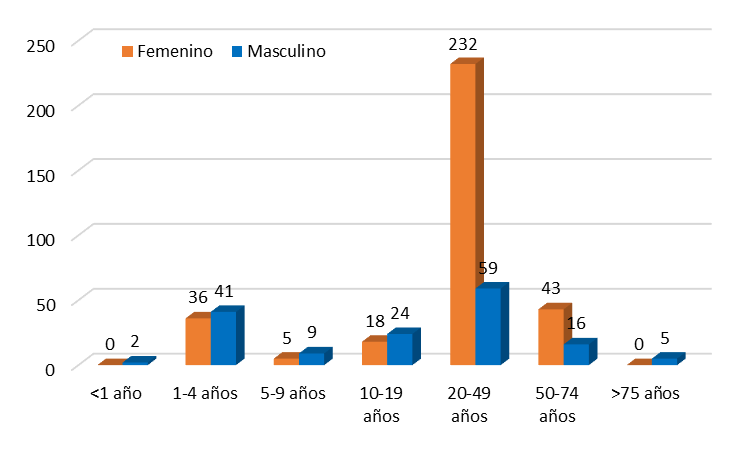 250
200
150
100
50
0
Femenino
Masculino
0
2
36
41
5
9
18
24
232
59
43
16
0
5
<1 año
1-4 años
5-9 años
10-19
años
20-49
años
50-74
años
>75 años